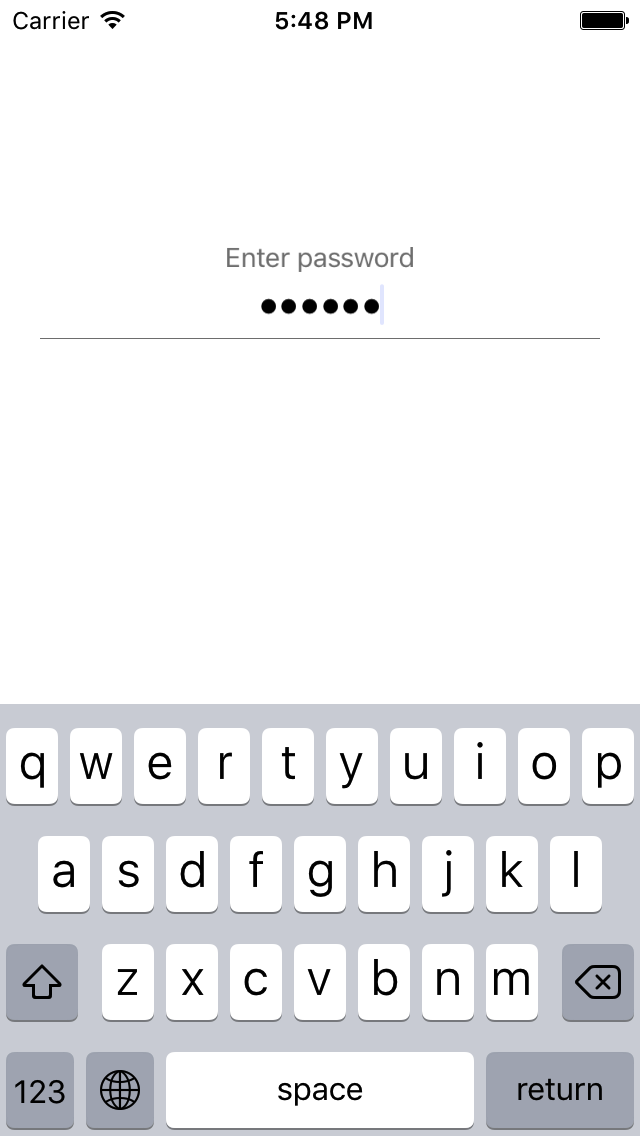 Carrier 5:48 PM
Enter password
••••••
q w e r t y u i o p
a s d f g h j k l
z x c v b n m
123 space return